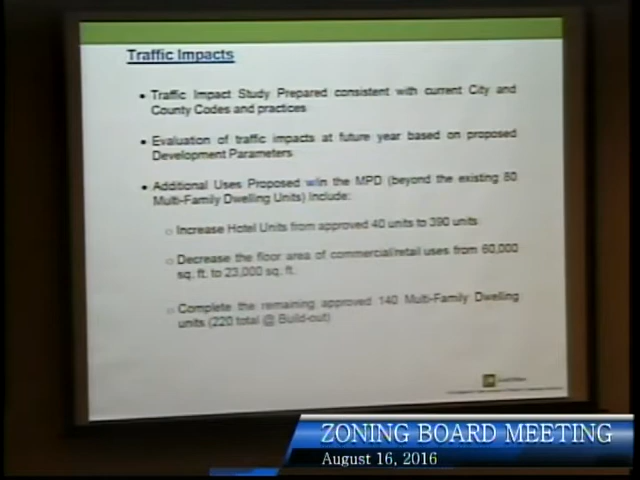 Traffic Impacts
• Traffic Impact Study Prepared consistent with current City and
County Codes and practices
• Evaluation of traffic impacts at future year based on proposed
Development Parameters
• Additional Uses Proposed w/in the MPD (beyond the existing 80
Multi-Family Dwelling Units) Include:
○ Increase Hotel Units from approved 40 units to 390 units
○ Decrease the floor area of commercial/retail uses from 60,000
sq. ft. to 23,000 sq. ft.
○ Complete the remaining approved 140 Multi-Family Dwelling
units (220 total @ Build-out)
ZONING BOARD MEETING
August 16, 2016